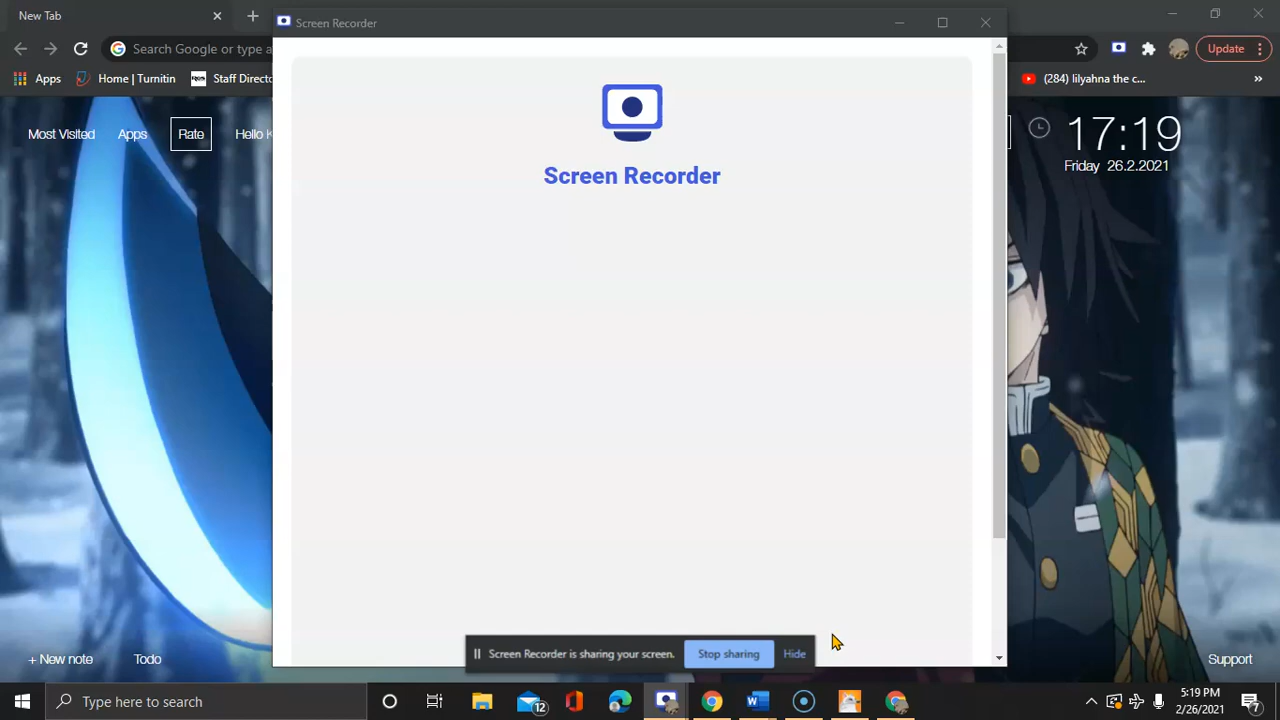 New Tab
Screen Recorder
Search Google or type a
Update
Apps
Home | Turnitin
Staff Directo
(284) lilyahna the c...
»
Most Visited
Apps
Rate
Hello K
17:19
Friday 26.2.2021
Screen Recorder
Screen Recorder is sharing your screen.
Stop sharing
Hide
+ New note
Todo
Support
Type here to search
12
5:19 PM
2/26/2021
7